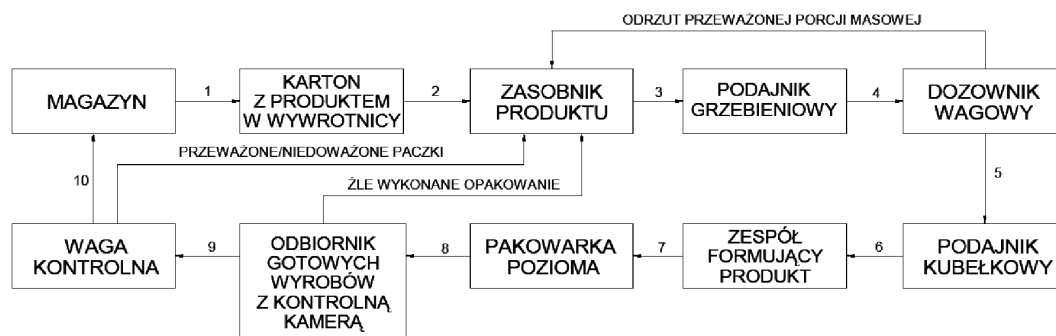 ODRZUT PRZEWAŻONEJ PORCJI MASOWEJ
MAGAZYN
1
KARTON
Z PRODUKTEM
W WYWROTNICY
2
ZASOBNIK
PRODUKTU
3
PODAJNIK
GRZEBIENIOWY
4
DOZOWNIK
WAGOWY
PRZEWAŻONE/NIEDOWAŻONE PACZKI
10
ŹLE WYKONANE OPAKOWANIE
5
WAGA
KONTROLNA
9
ODBIORNIK
GOTOWYCH
WYROBÓW
Z KONTROLNĄ
KAMERĄ
8
PAKOWARKA
POZIOMA
7
ZESPÓŁ
FORMUJĄCY
PRODUKT
6
PODAJNIK
KUBEŁKOWY